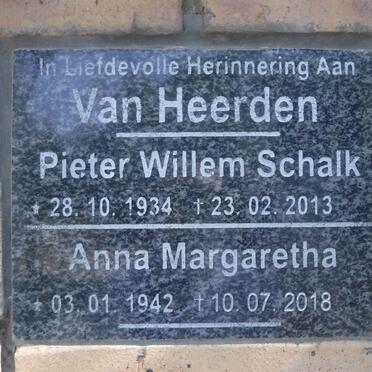 In Liefdevolle Herinnering Aan
Van Heerden
Pieter Willem Schalk
* 28. 10. 1934 † 23. 02. 2013
Anna Margaretha
* 03. 01. 1942 † 10. 07. 2018